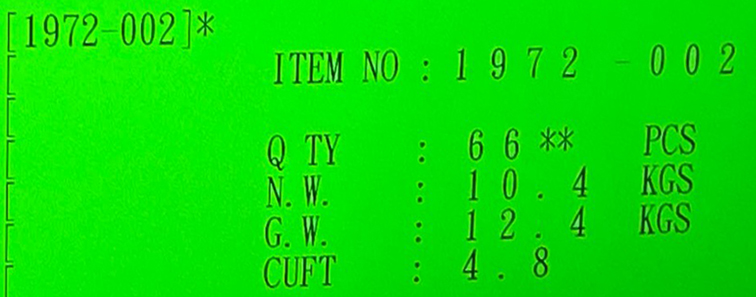 [1972-002]*
ITEM NO : 1 9 7 2 - 0 0 2
Q TY : 6 6 ** PCS
N. W. : 1 0 . 4 KGS
G. W. : 1 2 . 4 KGS
CUFT : 4 . 8